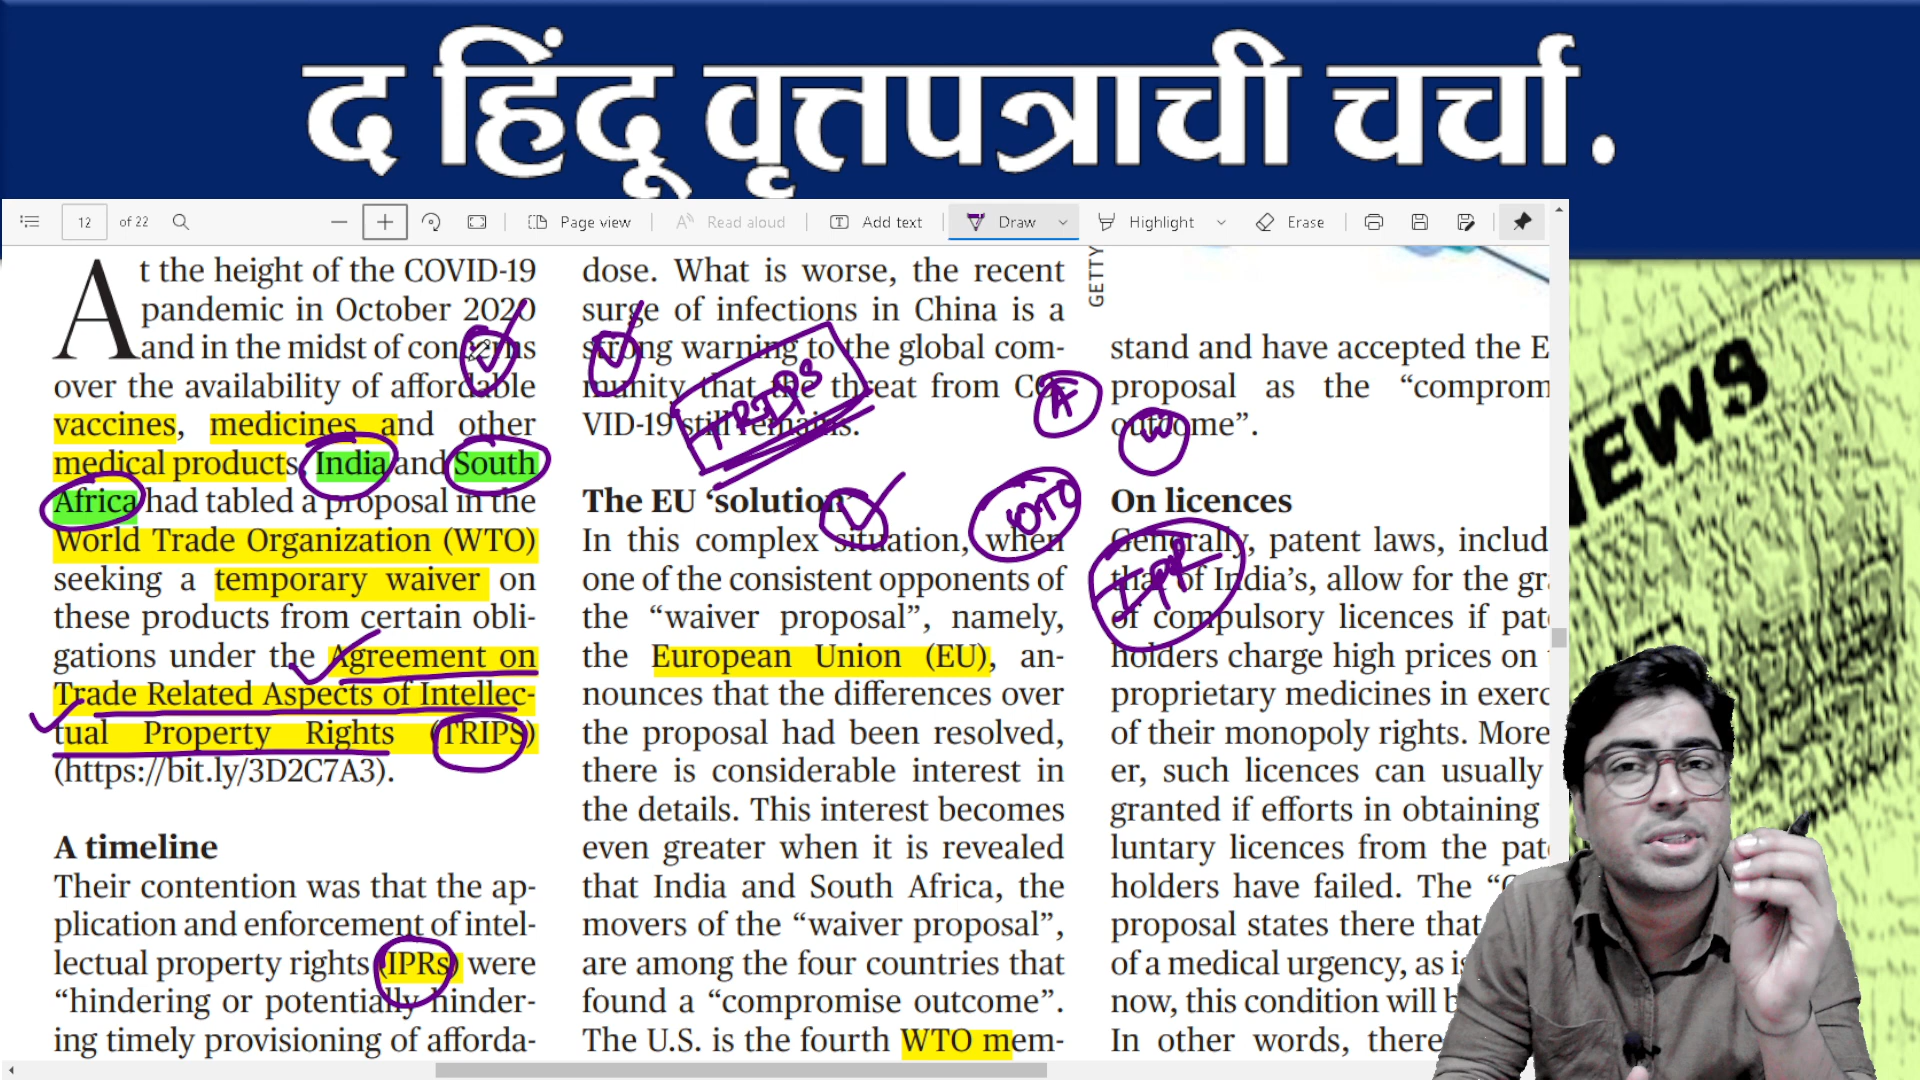 द हिंदू वृत्तपत्राची चर्चा.
12 of 22 Page view Read aloud Add text Draw Highlight Erase
At the height of the COVID-19
pandemic in October 2020
and in the midst of concerns
over the availability of affordable
vaccines, medicines and other
medical products, India and South
Africa had tabled a proposal in the
World Trade Organization (WTO)
seeking a temporary waiver on
these products from certain obli-
gations under the Agreement on
Trade Related Aspects of Intellec-
tual Property Rights (TRIPS)
(https://bit.ly/3D2C7A3).
A timeline
Their contention was that the ap-
plication and enforcement of intel-
lectual property rights (IPRs) were
“hindering or potentially hinder-
ing timely provisioning of afforda-
dose. What is worse, the recent
surge of infections in China is a
strong warning to the global com-
munity that the threat from CO-
VID-19 still remains.
TRIPS
The EU ‘solution’
In this complex situation, when
one of the consistent opponents of
the “waiver proposal”, namely,
the European Union (EU), an-
nounces that the differences over
the proposal had been resolved,
there is considerable interest in
the details. This interest becomes
even greater when it is revealed
that India and South Africa, the
movers of the “waiver proposal”,
are among the four countries that
found a “compromise outcome”.
The U.S. is the fourth WTO mem-
A
W
WTO
IPR
GETTY
stand and have accepted the E
proposal as the “comprom
outcome”.
On licences
Generally, patent laws, includ
that of India’s, allow for the gr
of compulsory licences if pat
holders charge high prices on
proprietary medicines in exerc
of their monopoly rights. More
er, such licences can usually
granted if efforts in obtaining
luntary licences from the pat
holders have failed. The
proposal states there that
of a medical urgency, as is
now, this condition will b
In other words, there
NEWS